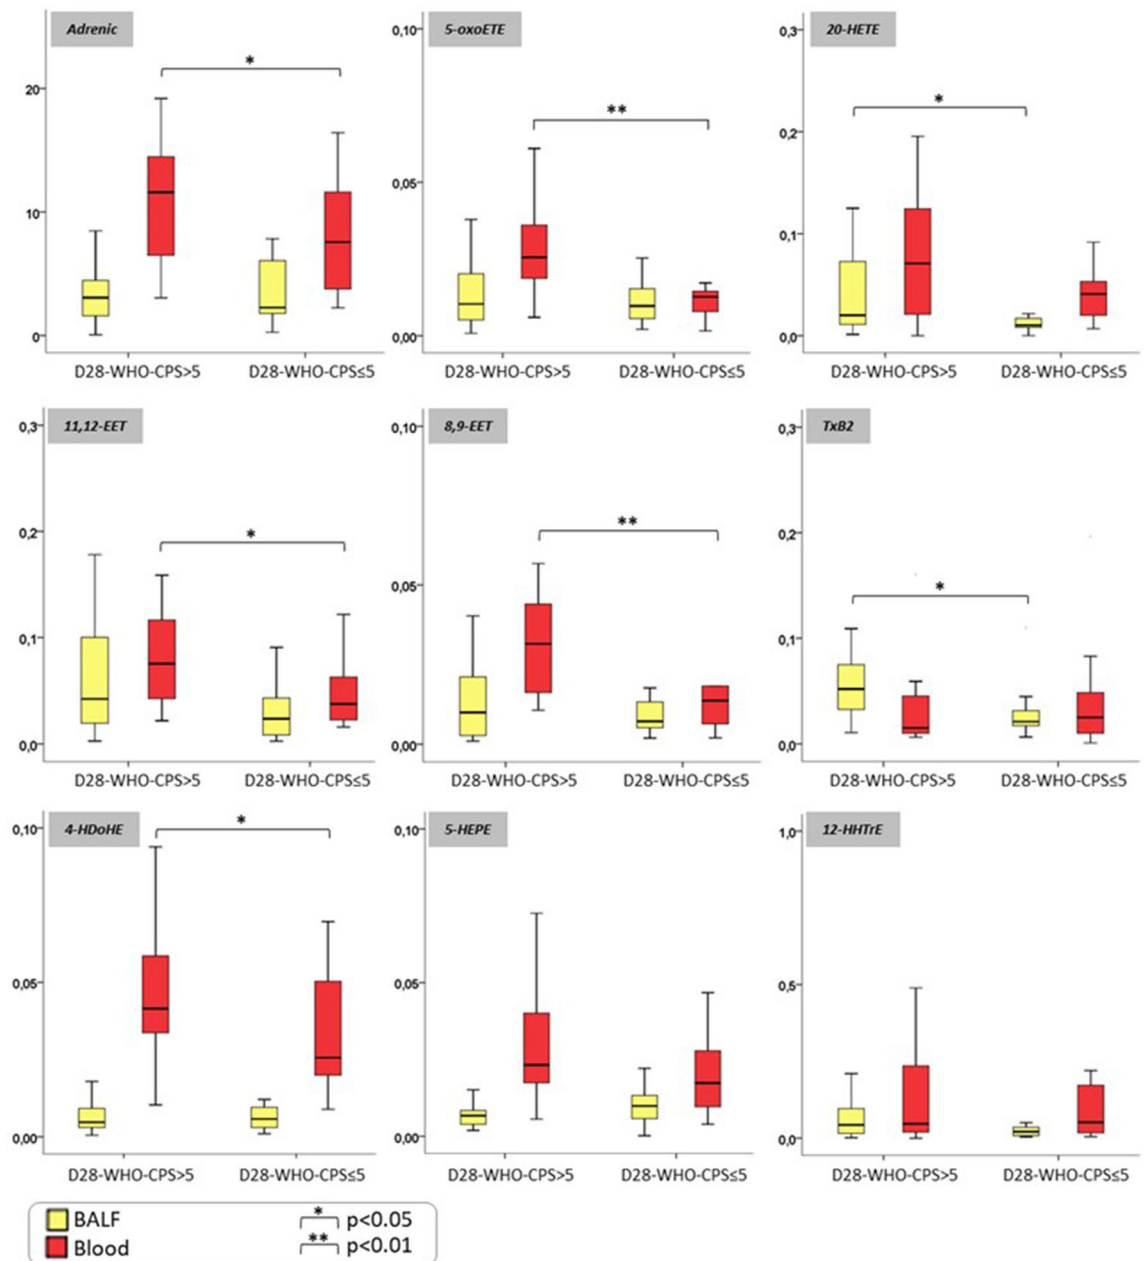 Adrenic
20
10
0
*
D28-WHO-CPS>5 D28-WHO-CPS≤5
5-oxoETE
0,10
0,05
0,00
**
D28-WHO-CPS>5 D28-WHO-CPS≤5
20-HETE
0,3
0,2
0,1
0,0
*
D28-WHO-CPS>5 D28-WHO-CPS≤5
11,12-EET
0,3
0,2
0,1
0,0
*
D28-WHO-CPS>5 D28-WHO-CPS≤5
8,9-EET
0,10
0,05
0,00
**
D28-WHO-CPS>5 D28-WHO-CPS≤5
TxB2
0,3
0,2
0,1
0,0
*
D28-WHO-CPS>5 D28-WHO-CPS≤5
4-HDoHE
0,10
0,05
0,00
*
D28-WHO-CPS>5 D28-WHO-CPS≤5
5-HEPE
0,10
0,05
0,00
D28-WHO-CPS>5 D28-WHO-CPS≤5
12-HHTrE
1,0
0,5
0,0
D28-WHO-CPS>5 D28-WHO-CPS≤5
BALF * p<0.05
Blood ** p<0.01